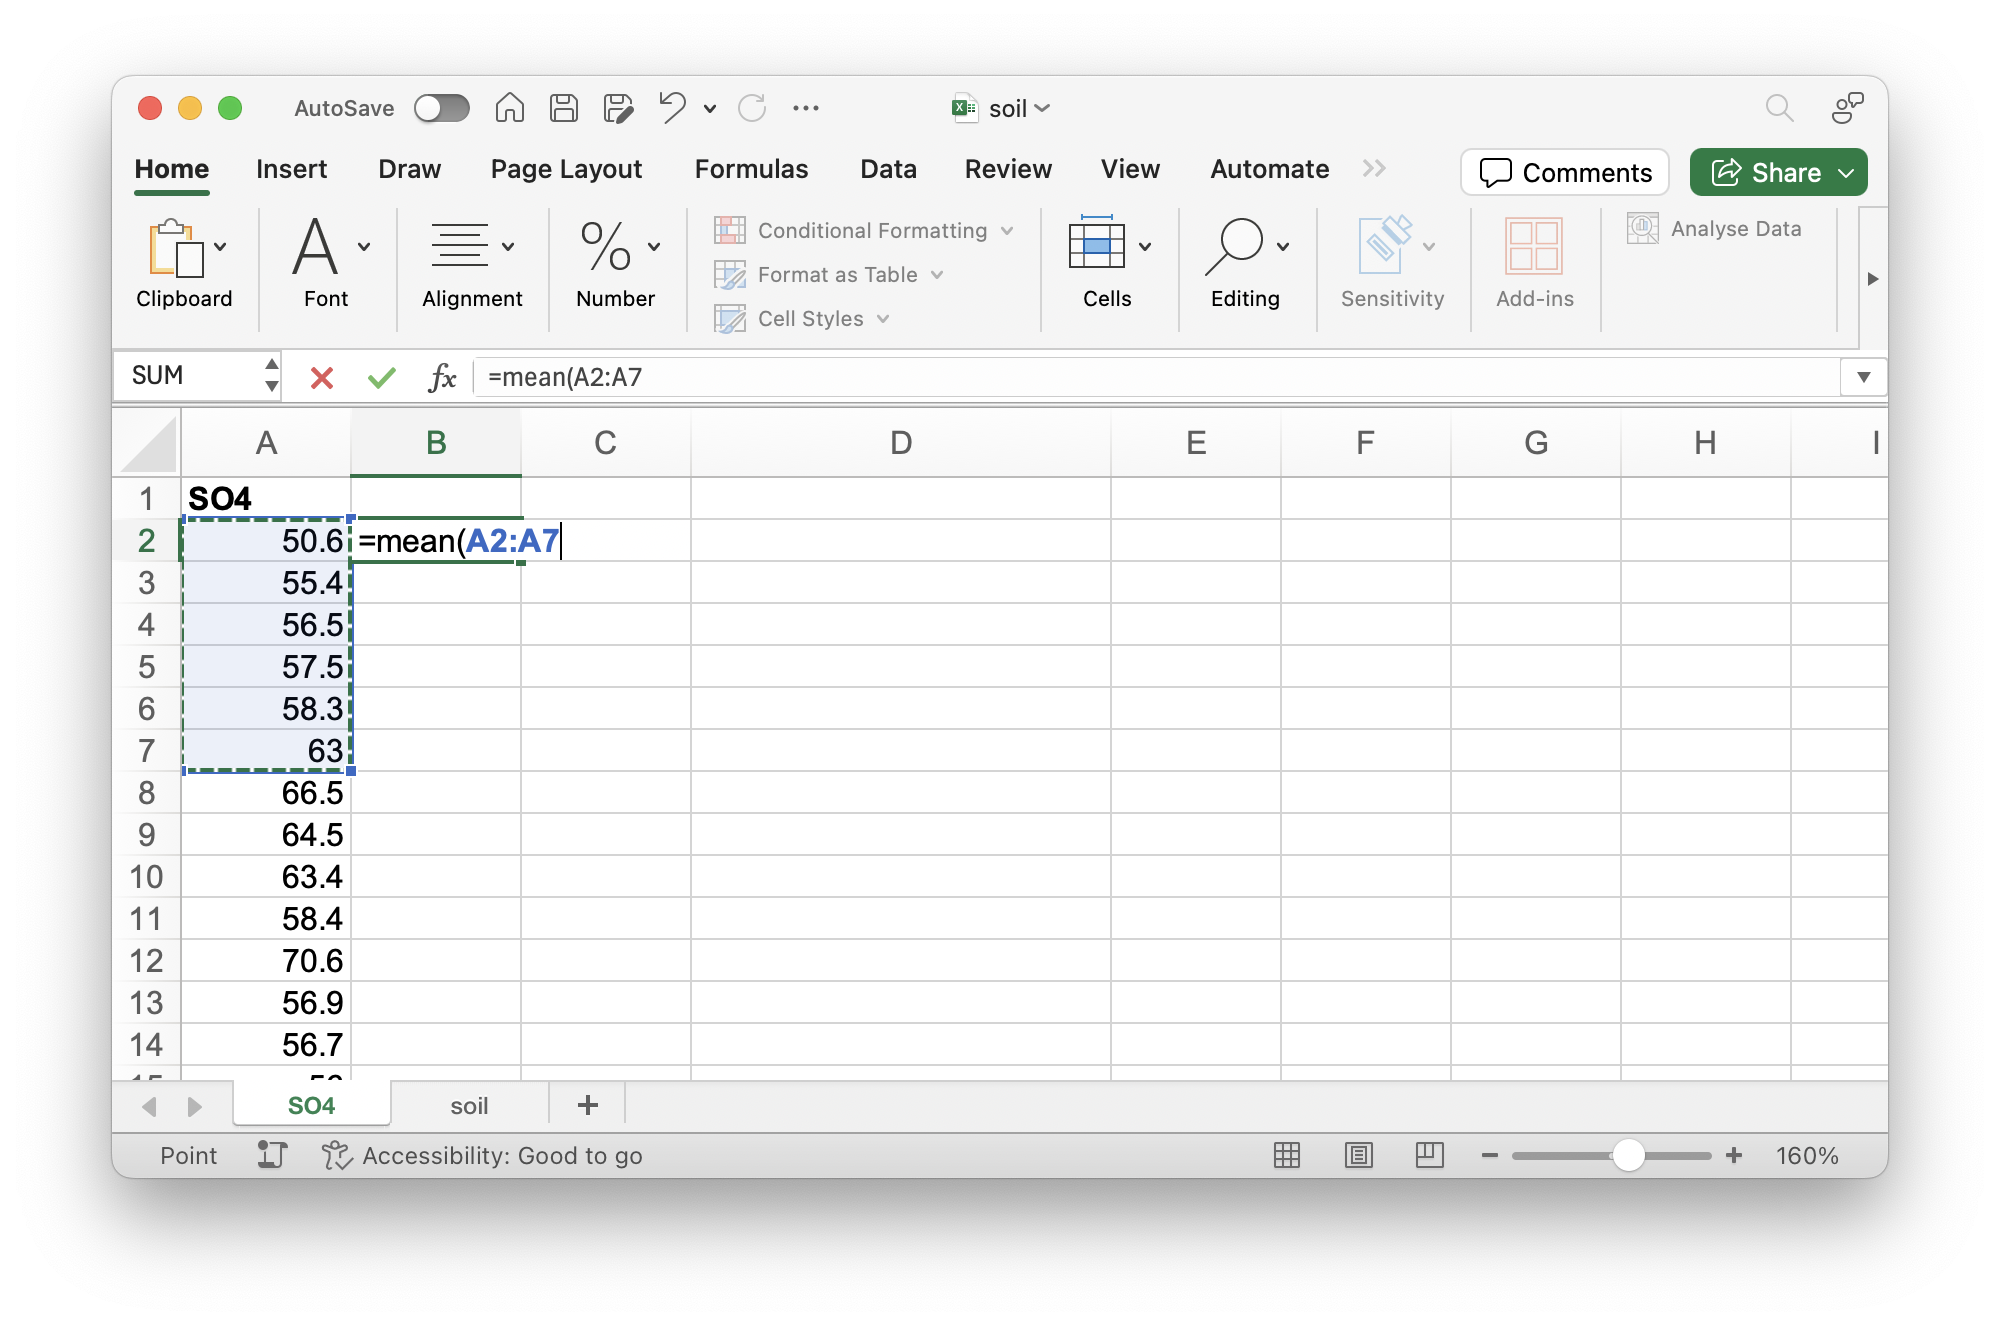 AutoSave
soil
Home Insert Draw Page Layout Formulas Data Review View Automate Comments Share
Clipboard
Font
Alignment
%
Number
Conditional Formatting
Format as Table
Cell Styles
Cells
Editing
Sensitivity
Add-ins
Analyse Data
SUM fx =mean(A2:A7
A B C D E F G H I
1 SO4
2 50.6 =mean(A2:A7
3 55.4
4 56.5
5 57.5
6 58.3
7 63
8 66.5
9 64.5
10 63.4
11 58.4
12 70.6
13 56.9
14 56.7
SO4 soil +
Point Accessibility: Good to go − + 160%